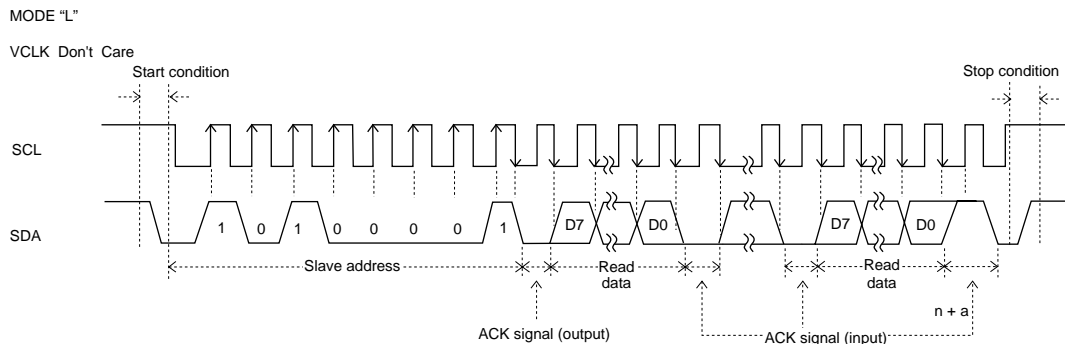 MODE “L”
VCLK Don't Care
Start condition
Stop condition
SCL
SDA
1 0 1 0 0 0 0 1 D7 D0 D7 D0
Slave address
Read data
Read data
n + a
ACK signal (output)
ACK signal (input)